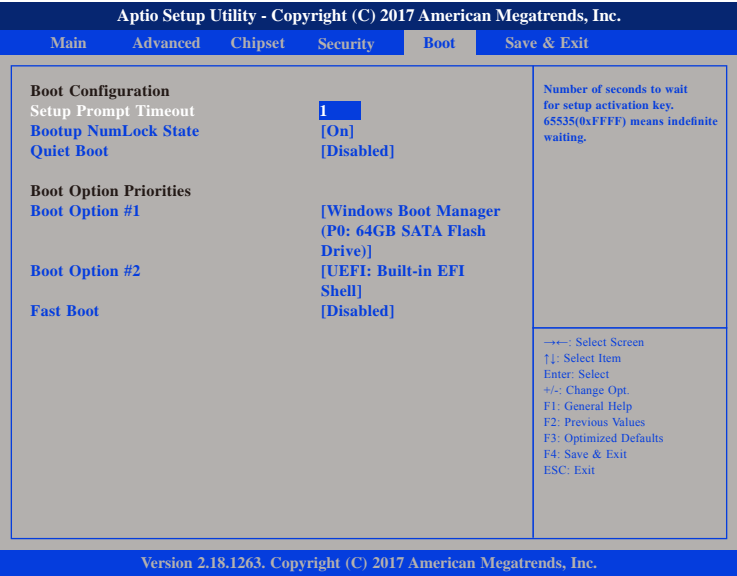 Aptio Setup Utility - Copyright (C) 2017 American Megatrends, Inc.
Main Advanced Chipset Security Boot Save & Exit
Boot Configuration
Setup Prompt Timeout 1
Bootup NumLock State [On]
Quiet Boot [Disabled]
Boot Option Priorities
Boot Option #1 [Windows Boot Manager
(P0: 64GB SATA Flash
Drive)]
Boot Option #2 [UEFI: Built-in EFI
Shell]
Fast Boot [Disabled]
Number of seconds to wait
for setup activation key.
65535(0xFFFF) means indefinite
waiting.
→←: Select Screen
↑↓: Select Item
Enter: Select
+/-: Change Opt.
F1: General Help
F2: Previous Values
F3: Optimized Defaults
F4: Save & Exit
ESC: Exit
Version 2.18.1263. Copyright (C) 2017 American Megatrends, Inc.